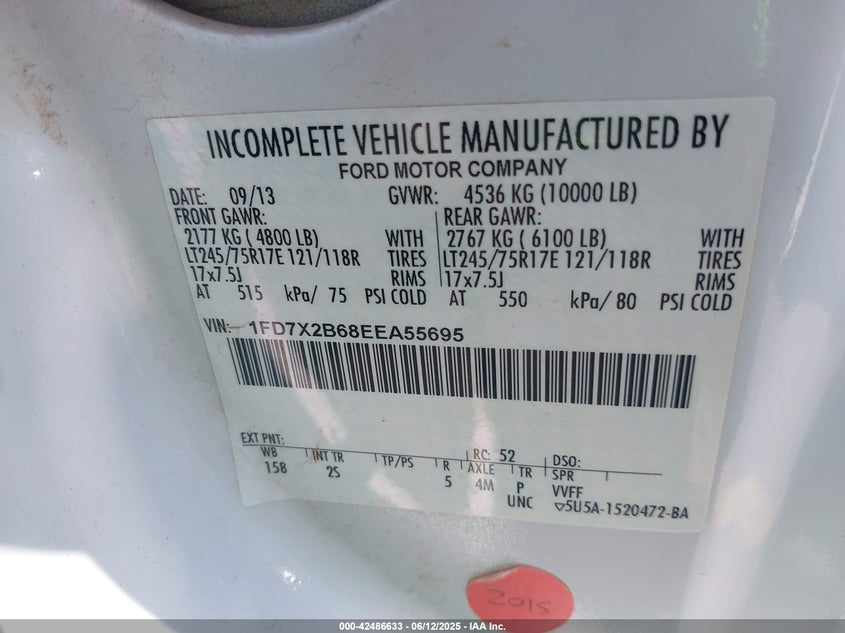 INCOMPLETE VEHICLE MANUFACTURED BY
FORD MOTOR COMPANY
DATE: 09/13 GVWR: 4536 KG (10000 LB)
FRONT GAWR: REAR GAWR:
2177 KG ( 4800 LB) WITH 2767 KG ( 6100 LB) WITH
LT245/75R17E 121/118R TIRES LT245/75R17E 121/118R TIRES
17x7.5J RIMS 17x7.5J RIMS
AT 515 kPa/ 75 PSI COLD AT 550 kPa/ 80 PSI COLD
VIN: 1FD7X2B68EEA55695
EXT PNT: RC: 52 DSO:
WB INT TR TP/PS R AXLE TR SPR
158 2S 5 4M P VVFF
UNC ▽5U5A-1520472-BA
2015
000-42486633 - 06/12/2025 - IAA Inc.